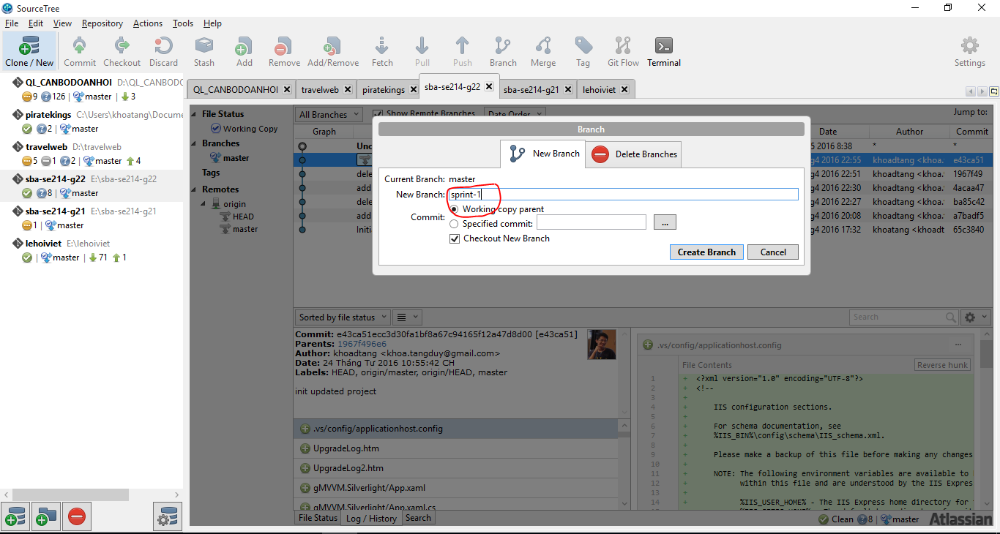 SourceTree
File Edit View Repository Actions Tools Help
Clone / New Commit Checkout Discard Stash Add Remove Add/Remove Fetch Pull Push Branch Merge Tag Git Flow Terminal Settings
QL_CANBODOANHOI D:\QL_CANBODO
9 126 | master | 3
piratekings C:\Users\khoatang\Docume
2 | master
travelweb D:\travelweb
5 1 2 | master | 4
sba-se214-g22 E:\sba-se214-g22
8 | master
sba-se214-g21 E:\sba-se214-g21
1 | master
lehoiviet E:\lehoiviet
| master | 71 1
QL_CANBODOANHOI travelweb piratekings sba-se214-g22 sba-se214-g21 lehoiviet
File Status
Working Copy
Branches
master
Tags
Remotes
origin
HEAD
master
All Branches Show Remote Branches Date Order Jump to:
Graph Date Author Commit
Unc 5 2016 8:38 * *
g4 2016 22:55 khoadtang <khoa. e43ca51
dele g4 2016 22:51 khoadtang <khoa. 1967f49
add g4 2016 22:30 khoadtang <khoa. 4acaa47
dele g4 2016 22:27 khoadtang <khoa. ba85c42
add g4 2016 20:08 khoadtang <khoa. a7badf5
Initi g4 2016 17:32 khoatang <khoadt 65c3840
Branch
New Branch Delete Branches
Current Branch: master
New Branch: sprint-1
Commit: Working copy parent
Specified commit: ...
Checkout New Branch
Create Branch Cancel
Sorted by file status Search
Commit: e43ca51ecc3d30fa1bf8a67c94165f12a47d8d00 [e43ca51]
Parents: 1967f496e6
Author: khoadtang <khoa.tangduy@gmail.com>
Date: 24 Tháng Tư 2016 10:55:42 CH
Labels: HEAD, origin/master, origin/HEAD, master
init updated project
.vs/config/applicationhost.config
UpgradeLog.htm
UpgradeLog2.htm
gMVVM.Silverlight/App.xaml
gMVVM.Silverlight/App.xaml.cs
.vs/config/applicationhost.config ...
File Contents Reverse hunk
1 + <?xml version="1.0" encoding="UTF-8"?>
2 + <!--
3 +
4 + IIS configuration sections.
5 +
6 + For schema documentation, see
7 + %IIS_BIN%\config\schema\IIS_schema.xml.
8 +
9 + Please make a backup of this file before making any changes
10 +
11 + NOTE: The following environment variables are available to
12 + within this file and are understood by the IIS Expres
13 +
14 + %IIS_USER_HOME% - The IIS Express home directory for
File Status Log / History Search
Clean 8 | master Atlassian